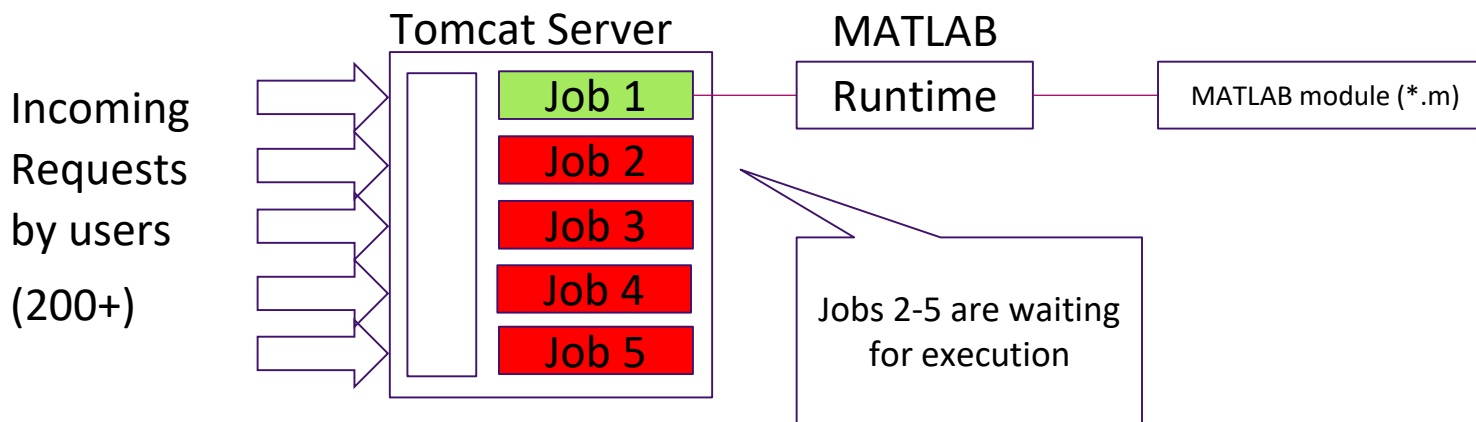 Incoming
Requests
by users
(200+)
Tomcat Server
Job 1
Job 2
Job 3
Job 4
Job 5
MATLAB
Runtime
MATLAB module (*.m)
Jobs 2-5 are waiting
for execution